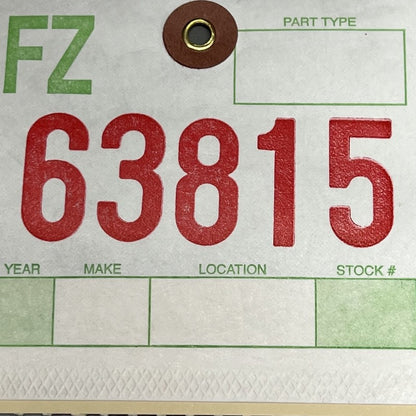 FZ
PART TYPE
63815
YEAR MAKE LOCATION STOCK #